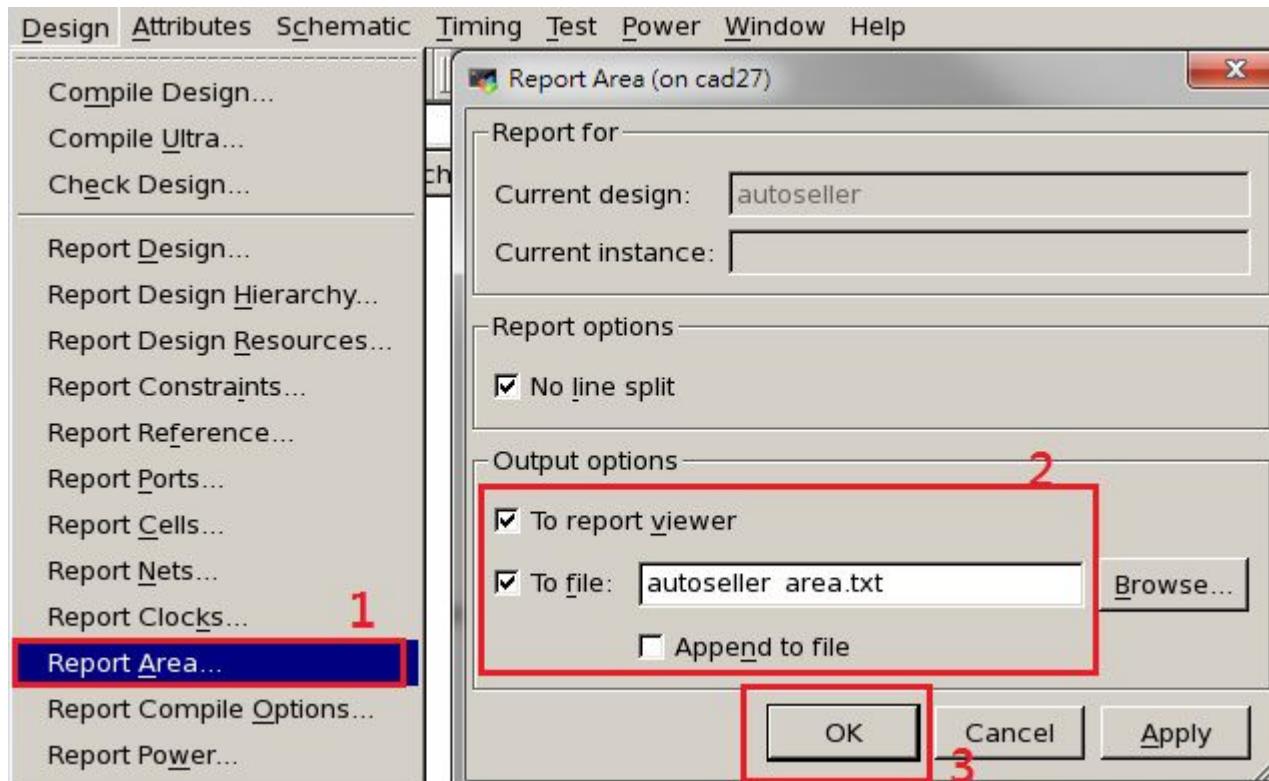 Design Attributes Schematic Timing Test Power Window Help
Compile Design...
Compile Ultra...
Check Design...
Report Design...
Report Design Hierarchy...
Report Design Resources...
Report Constraints...
Report Reference...
Report Ports...
Report Cells...
Report Nets...
Report Clocks...
1
Report Area...
Report Compile Options...
Report Power...
ch
Report Area (on cad27)
X
Report for
Current design: autoseller
Current instance:
Report options
No line split
Output options
2
To report viewer
To file: autoseller area.txt Browse...
Append to file
OK Cancel Apply
3